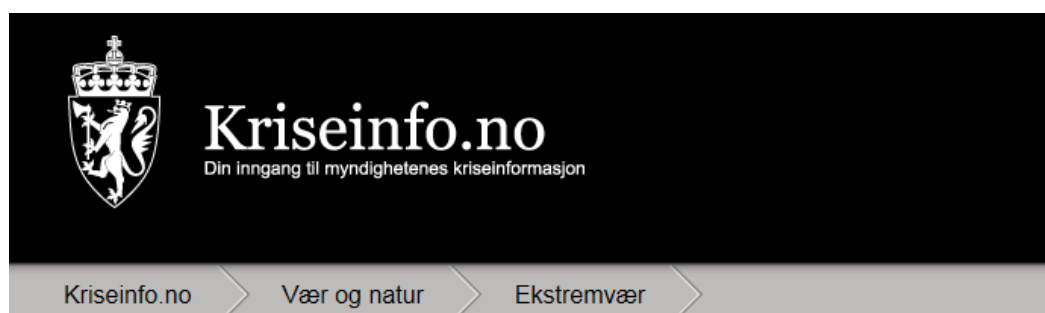 Kriseinfo.no
Din inngang til myndighetenes kriseinformasjon
Kriseinfo.no Vær og natur Ekstremvær